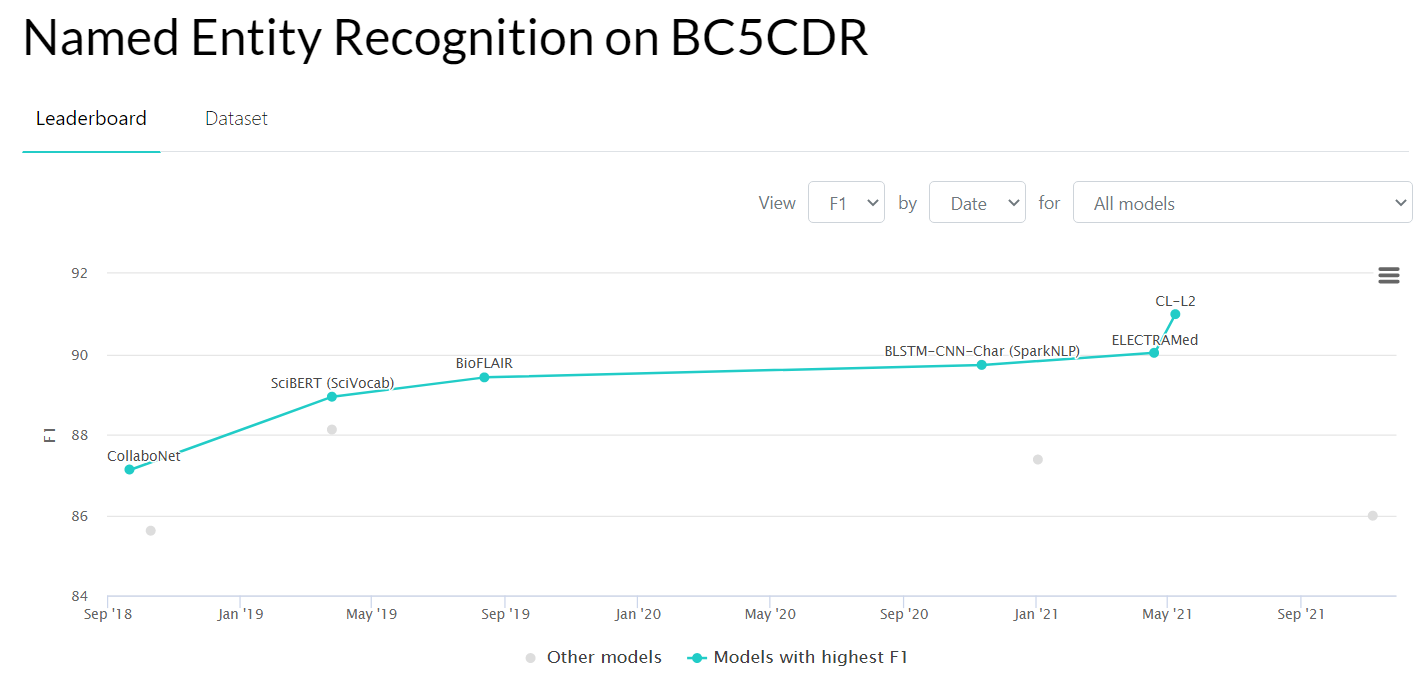 Named Entity Recognition on BC5CDR
Leaderboard Dataset
View F1 by Date for All models
92
CL-L2
ELECTRAMed
90
BLSTM-CNN-Char (SparkNLP)
BioFLAIR
SciBERT (SciVocab)
88
F1
CollaboNet
86
84
Sep '18 Jan '19 May '19 Sep '19 Jan '20 May '20 Sep '20 Jan '21 May '21 Sep '21
Other models Models with highest F1